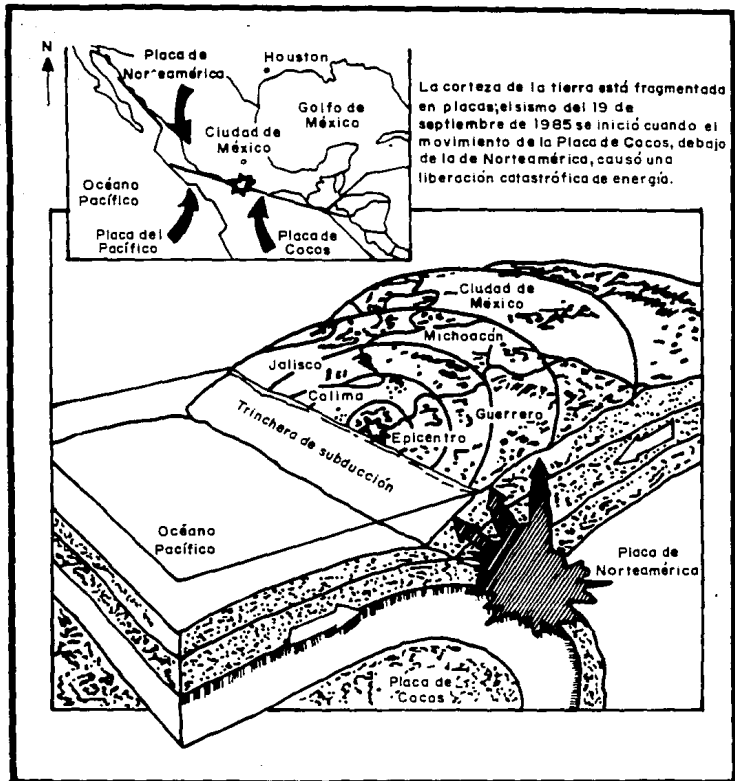 N
Placa de
Norteamérica
Houston
Golfo de
México
Ciudad de
México
Océano
Pacífico
Placa del
Pacífico
Placa de
Cocos
La corteza de la tierra está fragmentada
en placas; el sismo del 19 de
septiembre de 1985 se inició cuando el
movimiento de la Placa de Cocos, debajo
de la de Norteamérica, causó una
liberación catastrófica de energía.
Ciudad de
México
Michoacán
Jalisco
Colima
Guerrero
Epicentro
Trinchera de subducción
Océano
Pacífico
Placa de
Norteamérica
Placa de
Cocos